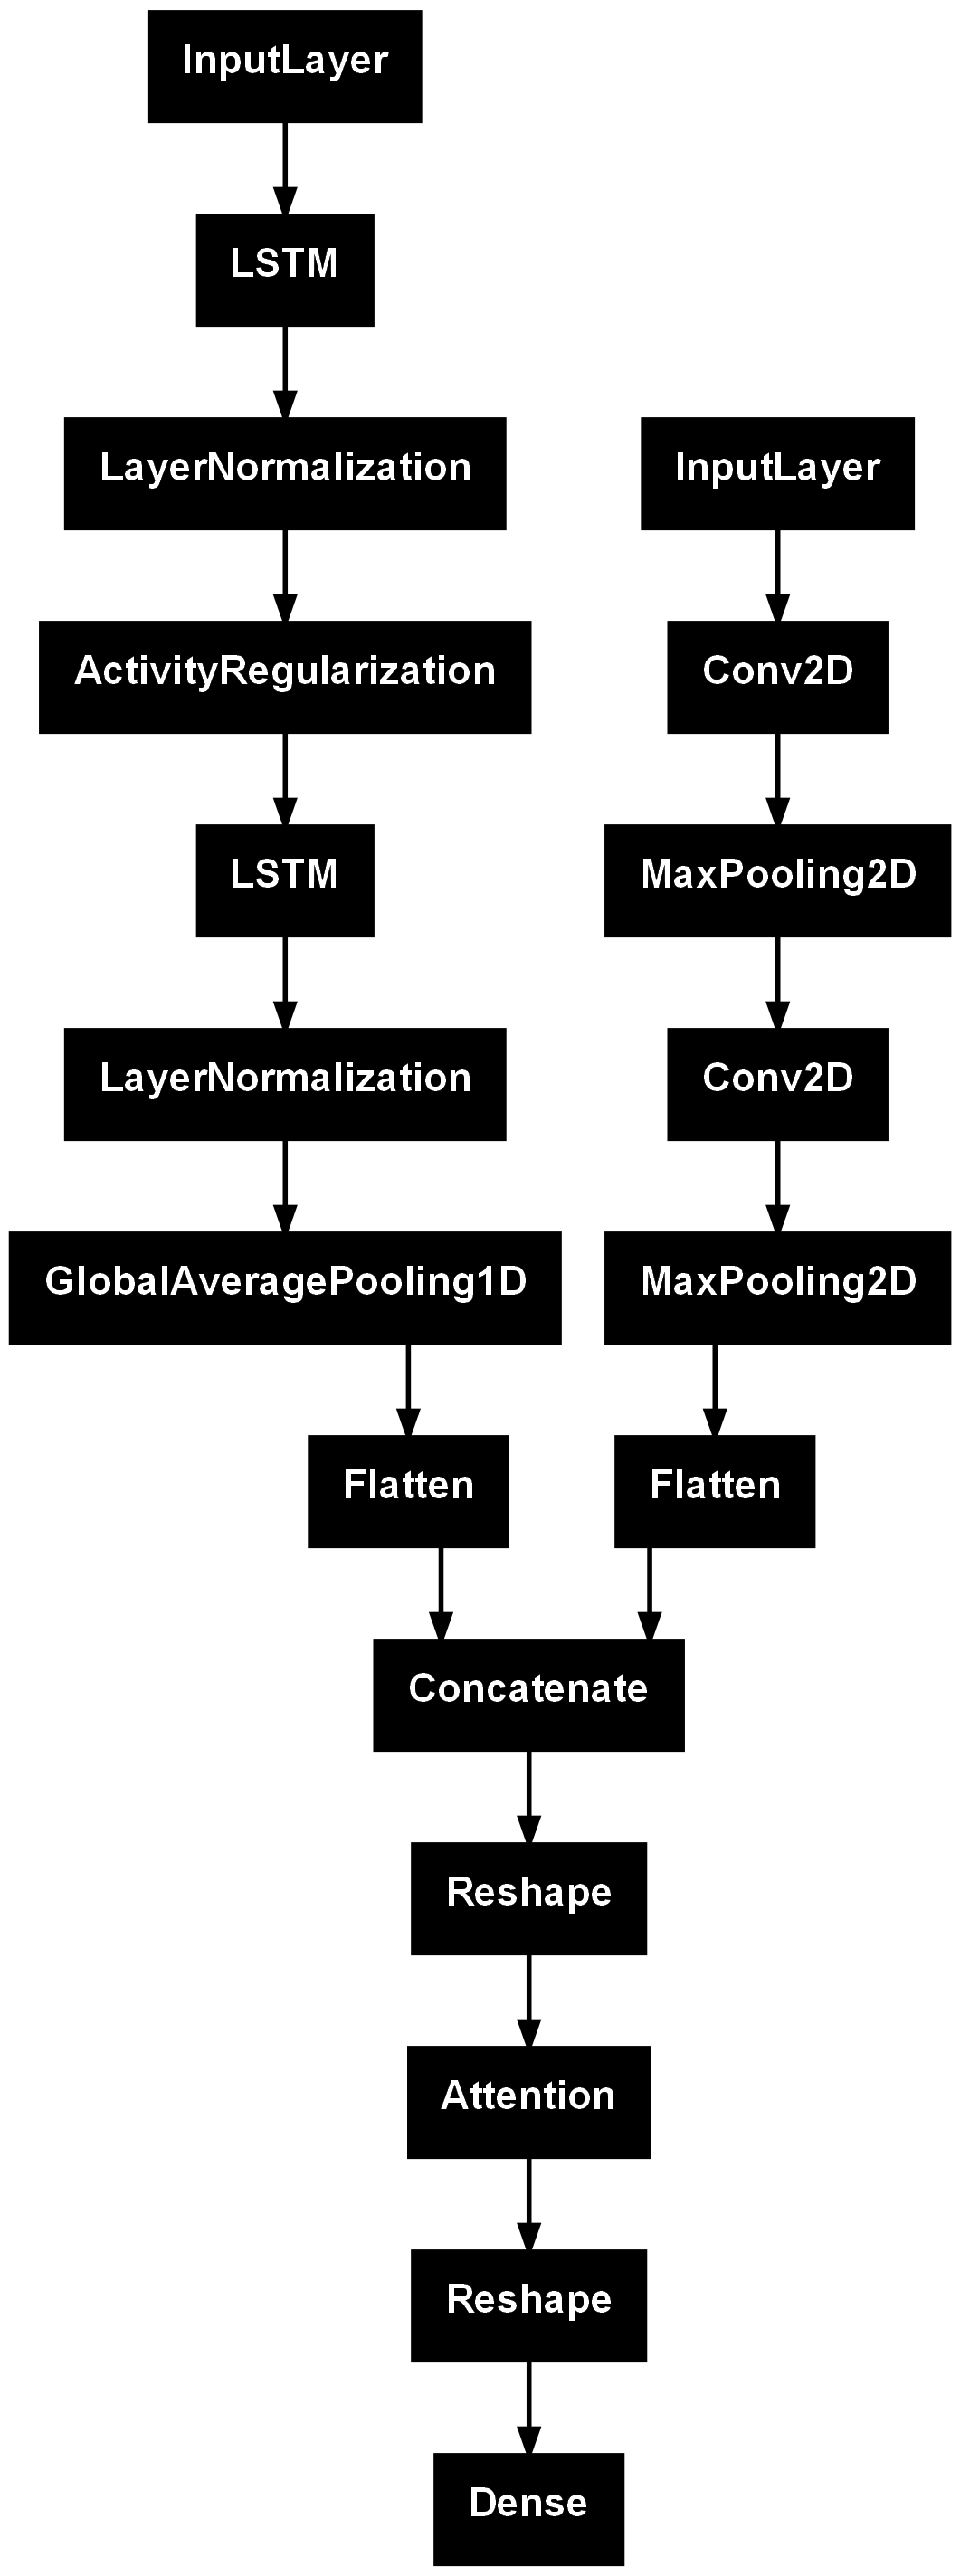 InputLayer
LSTM
LayerNormalization
InputLayer
ActivityRegularization
Conv2D
LSTM
MaxPooling2D
LayerNormalization
Conv2D
GlobalAveragePooling1D
MaxPooling2D
Flatten
Flatten
Concatenate
Reshape
Attention
Reshape
Dense